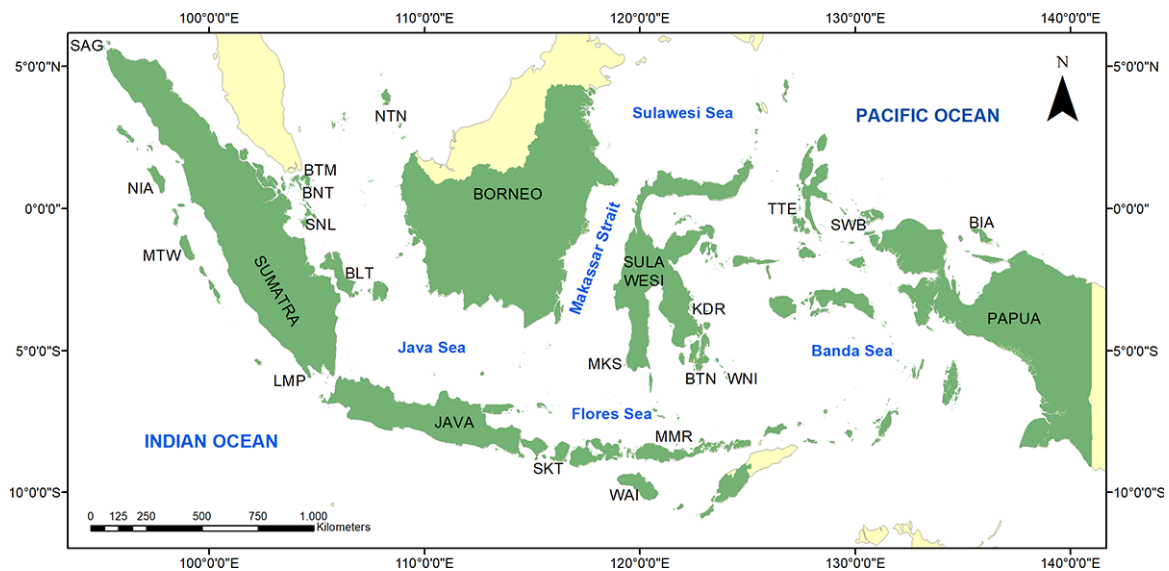 100°0'0"E 110°0'0"E 120°0'0"E 130°0'0"E 140°0'0"E
SAG
5°0'0"N 5°0'0"N
N
NTN
Sulawesi Sea
PACIFIC OCEAN
BTM
NIA
BNT
BORNEO
0°0'0" 0°0'0"
TTE
SNL
SWB
BIA
MTW
Makassar Strait
SUMATRA
BLT
SULA
WESI
KDR
PAPUA
Java Sea
Banda Sea
5°0'0"S 5°0'0"S
LMP
MKS
BTN
WNI
Flores Sea
JAVA
MMR
INDIAN OCEAN
SKT
WAI
10°0'0"S 10°0'0"S
0 125 250 500 750 1.000
Kilometers
100°0'0"E 110°0'0"E 120°0'0"E 130°0'0"E 140°0'0"E